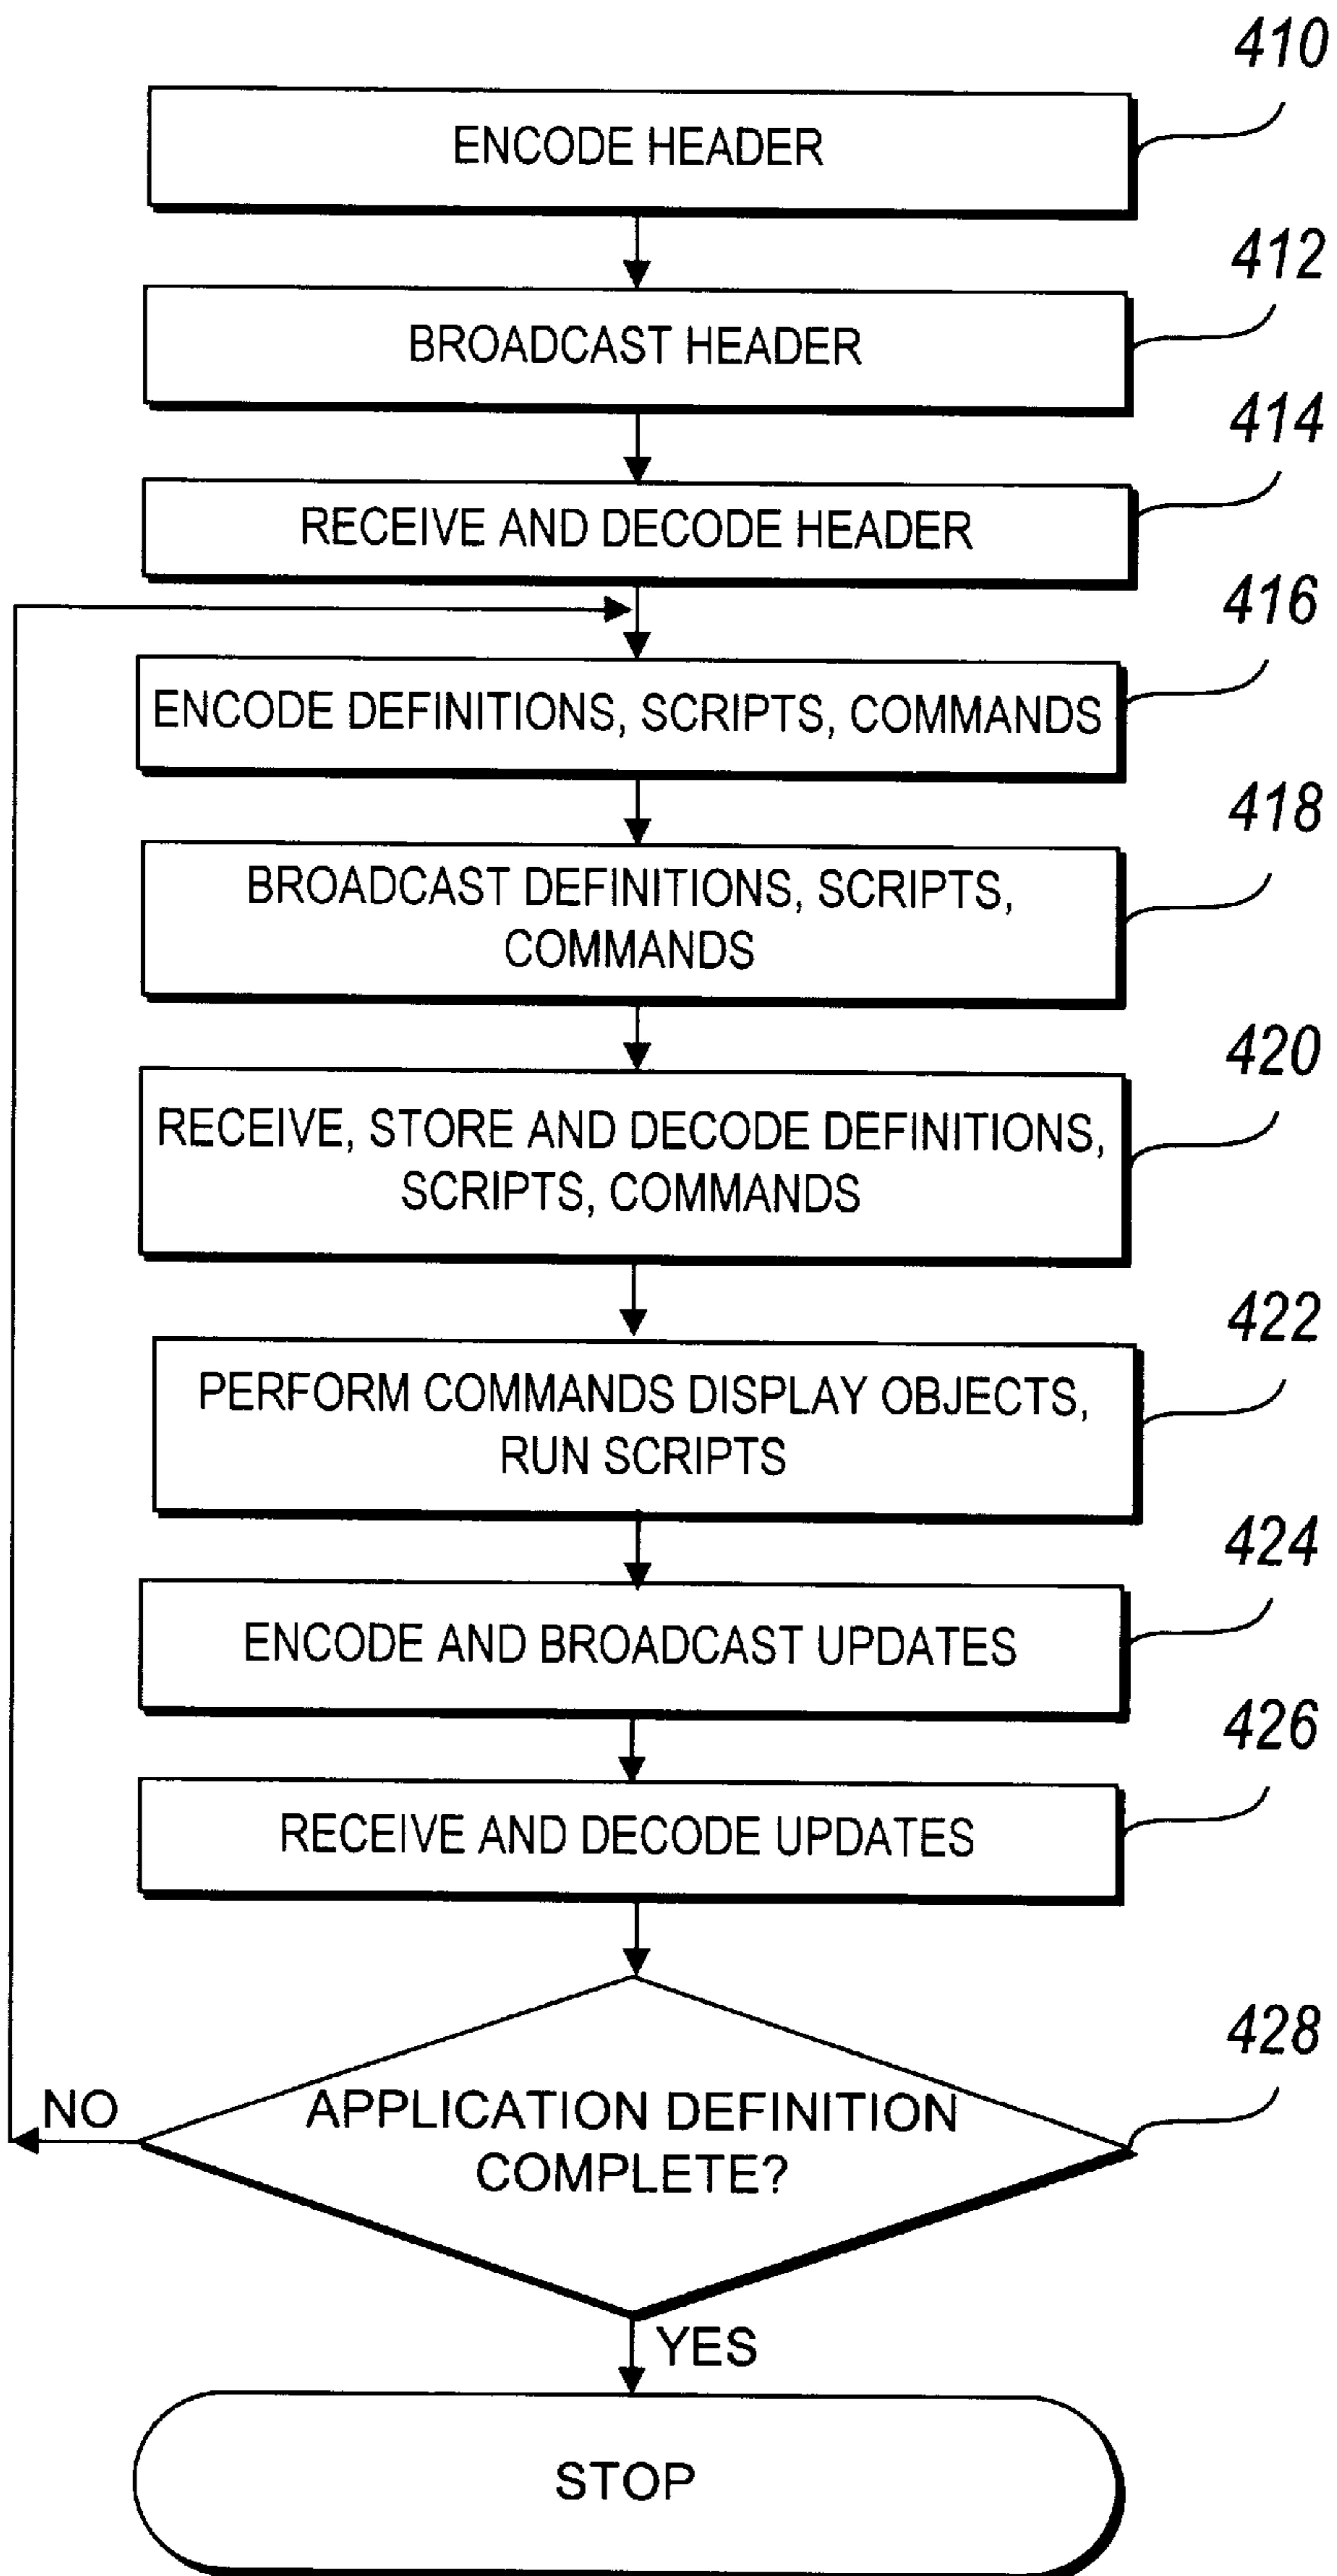 410
ENCODE HEADER
412
BROADCAST HEADER
414
RECEIVE AND DECODE HEADER
416
ENCODE DEFINITIONS, SCRIPTS, COMMANDS
418
BROADCAST DEFINITIONS, SCRIPTS,
COMMANDS
420
RECEIVE, STORE AND DECODE DEFINITIONS,
SCRIPTS, COMMANDS
422
PERFORM COMMANDS DISPLAY OBJECTS,
RUN SCRIPTS
424
ENCODE AND BROADCAST UPDATES
426
RECEIVE AND DECODE UPDATES
428
APPLICATION DEFINITION
COMPLETE?
NO
YES
STOP